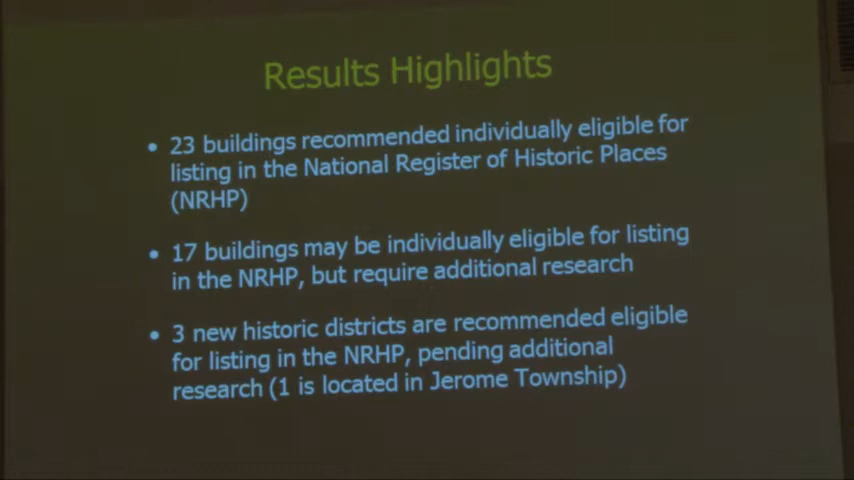 Results Highlights
• 23 buildings recommended individually eligible for
listing in the National Register of Historic Places
(NRHP)
• 17 buildings may be individually eligible for listing
in the NRHP, but require additional research
• 3 new historic districts are recommended eligible
for listing in the NRHP, pending additional
research (1 is located in Jerome Township)